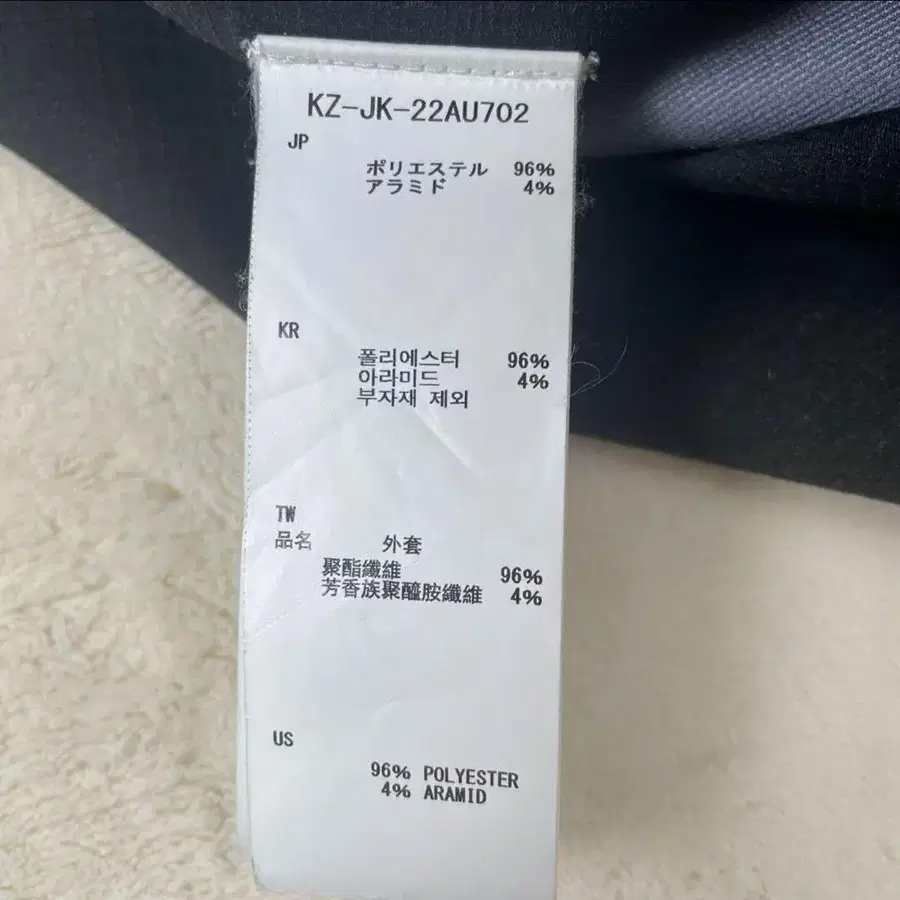 KZ-JK-22AU702
JP
ポリエステル 96%
アラミド 4%
KR
폴리에스터 96%
아라미드 4%
부자재 제외
TW
品名 外套
聚酯纖維 96%
芳香族聚醯胺纖維 4%
US
96% POLYESTER
4% ARAMID